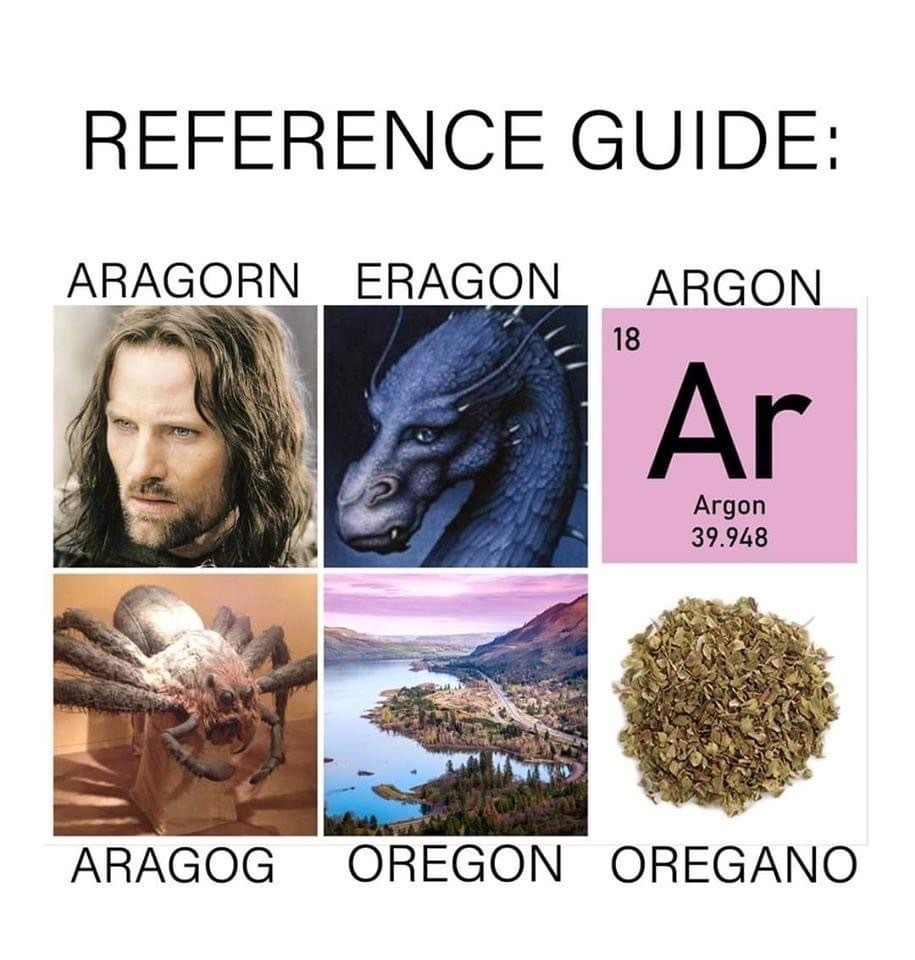 REFERENCE GUIDE:
ARAGORN ERAGON ARGON
18
Ar
Argon
39.948
ARAGOG OREGON OREGANO